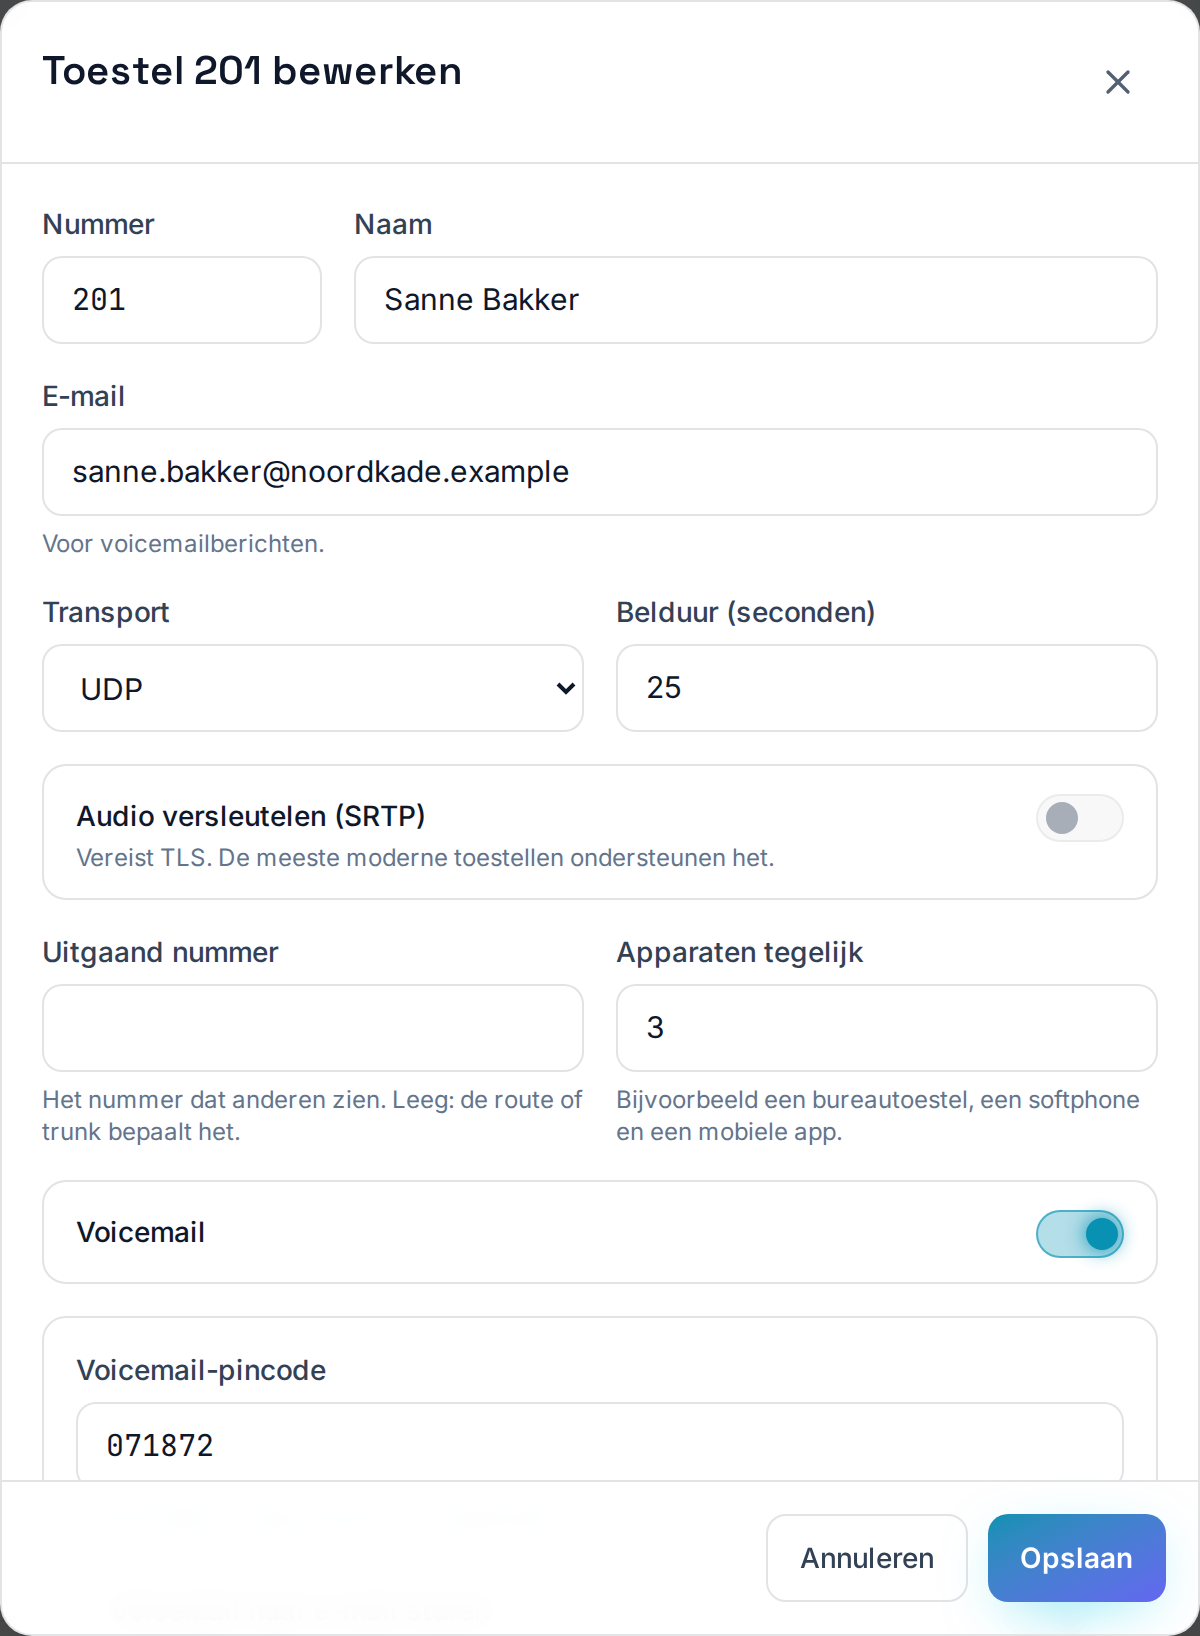 Toestel 201 bewerken
Nummer
Naam
201
Sanne Bakker
E-mail
sanne.bakker@noordkade.example
Voor voicemailberichten.
Transport
Belduur (seconden)
UDP
25
Audio versleutelen (SRTP)
Vereist TLS. De meeste moderne toestellen ondersteunen het.
Uitgaand nummer
Apparaten tegelijk
3
Het nummer dat anderen zien. Leeg: de route of
trunk bepaalt het.
Bijvoorbeeld een bureautoestel, een softphone
en een mobiele app.
Voicemail
Voicemail-pincode
071872
Annuleren
Opslaan